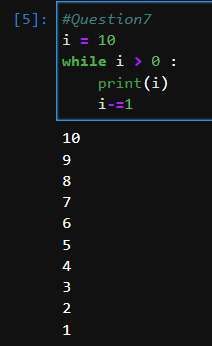 [5]: #Question7
i = 10
while i > 0 :
    print(i)
    i-=1
10
9
8
7
6
5
4
3
2
1